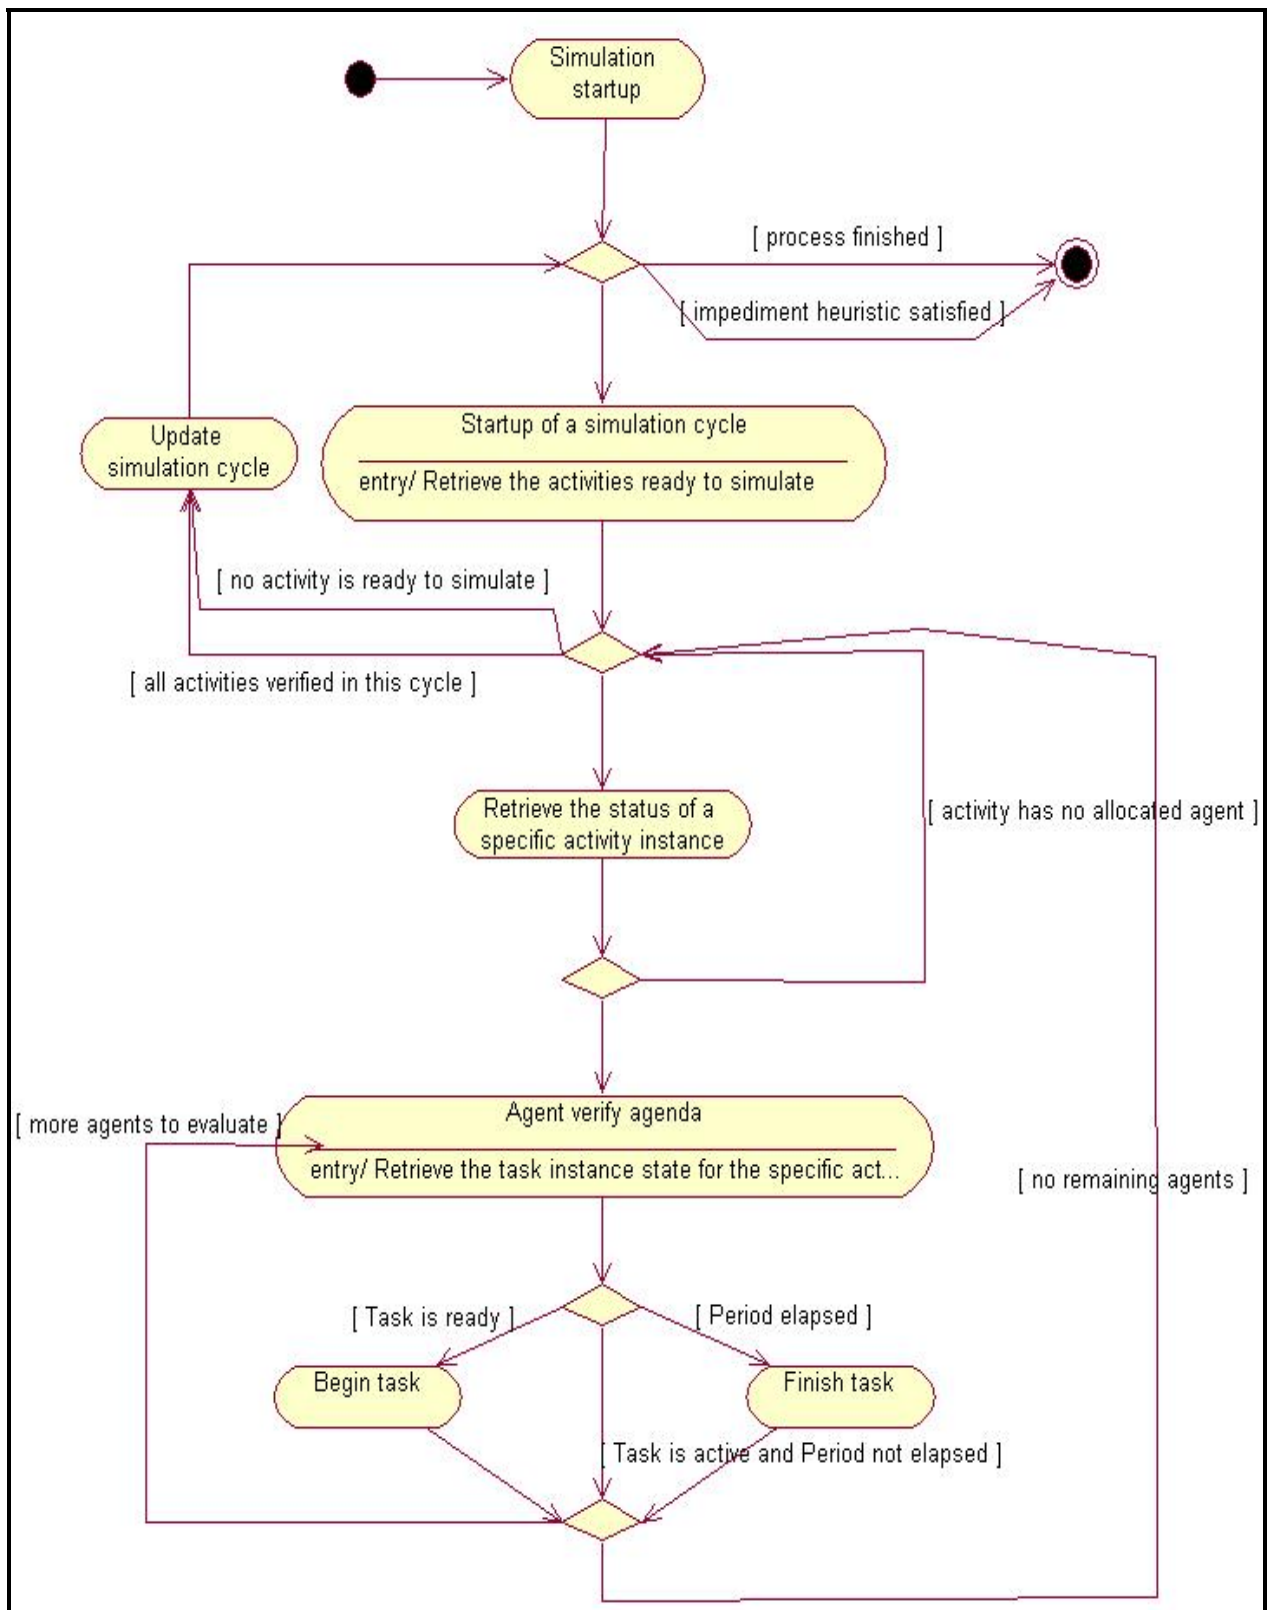 Simulation
startup
[ process finished ]
[ impediment heuristic satisfied ]
Update
simulation cycle
Startup of a simulation cycle
entry/ Retrieve the activities ready to simulate
[ no activity is ready to simulate ]
[ all activities verified in this cycle ]
Retrieve the status of a
specific activity instance
[ activity has no allocated agent ]
[ more agents to evaluate ]
Agent verify agenda
entry/ Retrieve the task instance state for the specific act...
[ no remaining agents ]
[ Task is ready ]
[ Period elapsed ]
Begin task
Finish task
[ Task is active and Period not elapsed ]